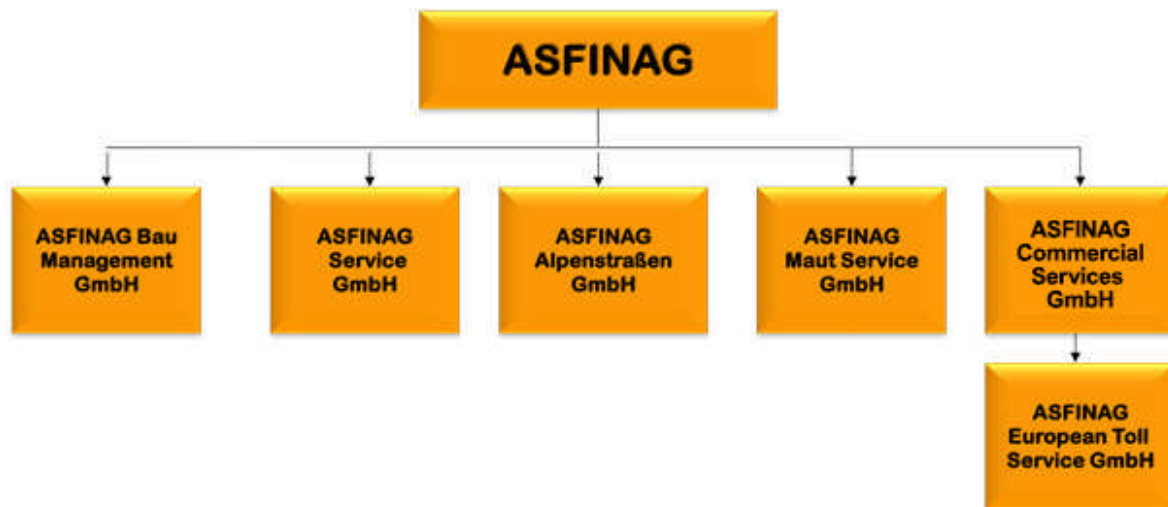 ASFINAG
ASFINAG Bau
Management
GmbH
ASFINAG
Service
GmbH
ASFINAG
Alpenstraßen
GmbH
ASFINAG
Maut Service
GmbH
ASFINAG
Commercial
Services
GmbH
ASFINAG
European Toll
Service GmbH